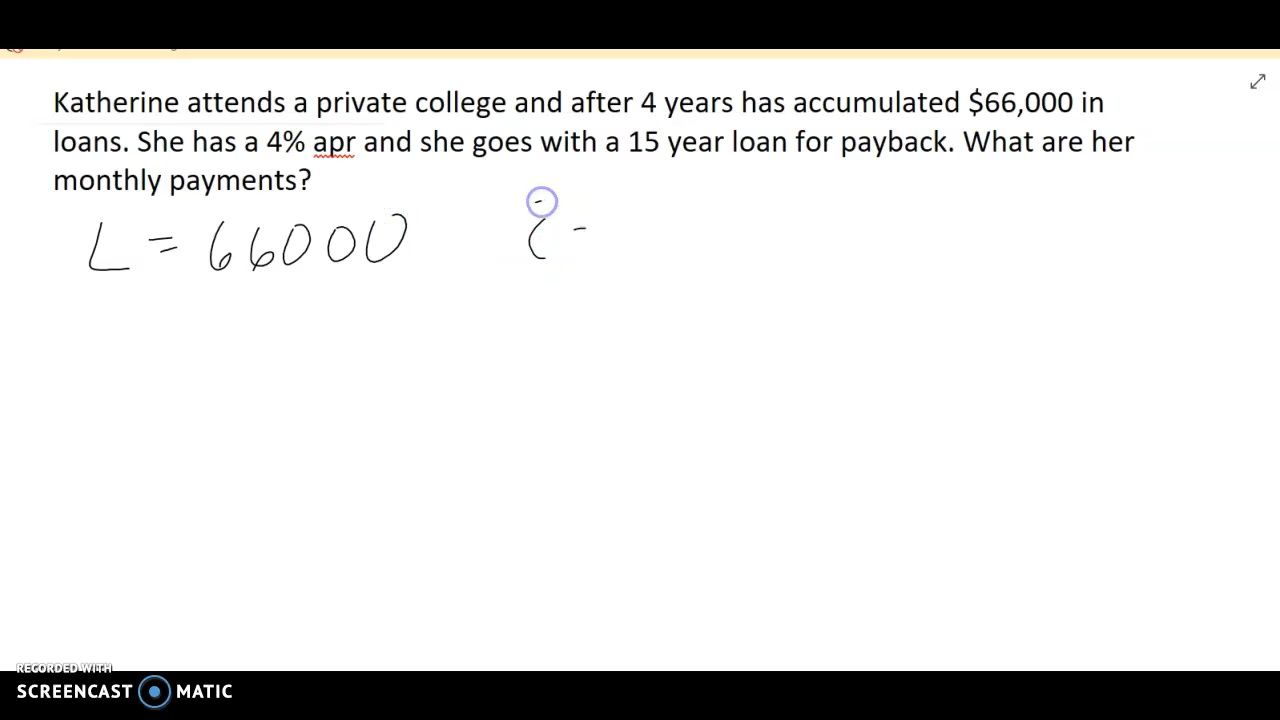 Katherine attends a private college and after 4 years has accumulated $66,000 in
loans. She has a 4% apr and she goes with a 15 year loan for payback. What are her
monthly payments?
L = 66000 i -
RECORDED WITH
SCREENCAST MATIC